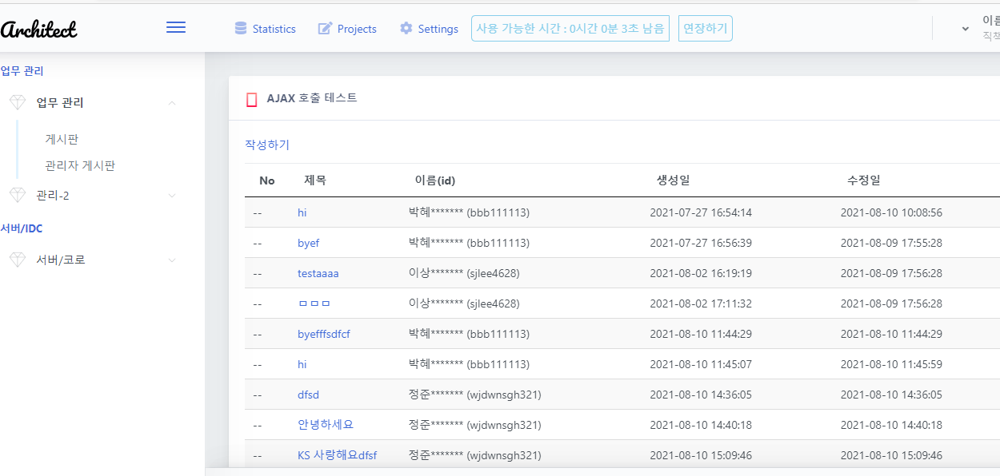 Architect
Statistics Projects Settings 사용 가능한 시간 : 0시간 0분 3초 남음 연장하기
직책
업무 관리
업무 관리
게시판
관리자 게시판
관리-2
서버/IDC
서버/코로
AJAX 호출 테스트
작성하기
No 제목 이름(id) 생성일 수정일
-- hi 박혜******* (bbb111113) 2021-07-27 16:54:14 2021-08-10 10:08:56
-- byef 박혜******* (bbb111113) 2021-07-27 16:56:39 2021-08-09 17:55:28
-- testaaaa 이상******* (sjlee4628) 2021-08-02 16:19:19 2021-08-09 17:56:28
-- ㅁㅁㅁ 이상******* (sjlee4628) 2021-08-02 17:11:32 2021-08-09 17:56:28
-- byefffsdfcf 박혜******* (bbb111113) 2021-08-10 11:44:29 2021-08-10 11:44:29
-- hi 박혜******* (bbb111113) 2021-08-10 11:45:07 2021-08-10 11:45:59
-- dfsd 정준******* (wjdwnsgh321) 2021-08-10 14:36:05 2021-08-10 14:36:05
-- 안녕하세요 정준******* (wjdwnsgh321) 2021-08-10 14:40:18 2021-08-10 14:40:18
-- KS 사랑해요dfsf 정준******* (wjdwnsgh321) 2021-08-10 15:09:46 2021-08-10 15:09:46